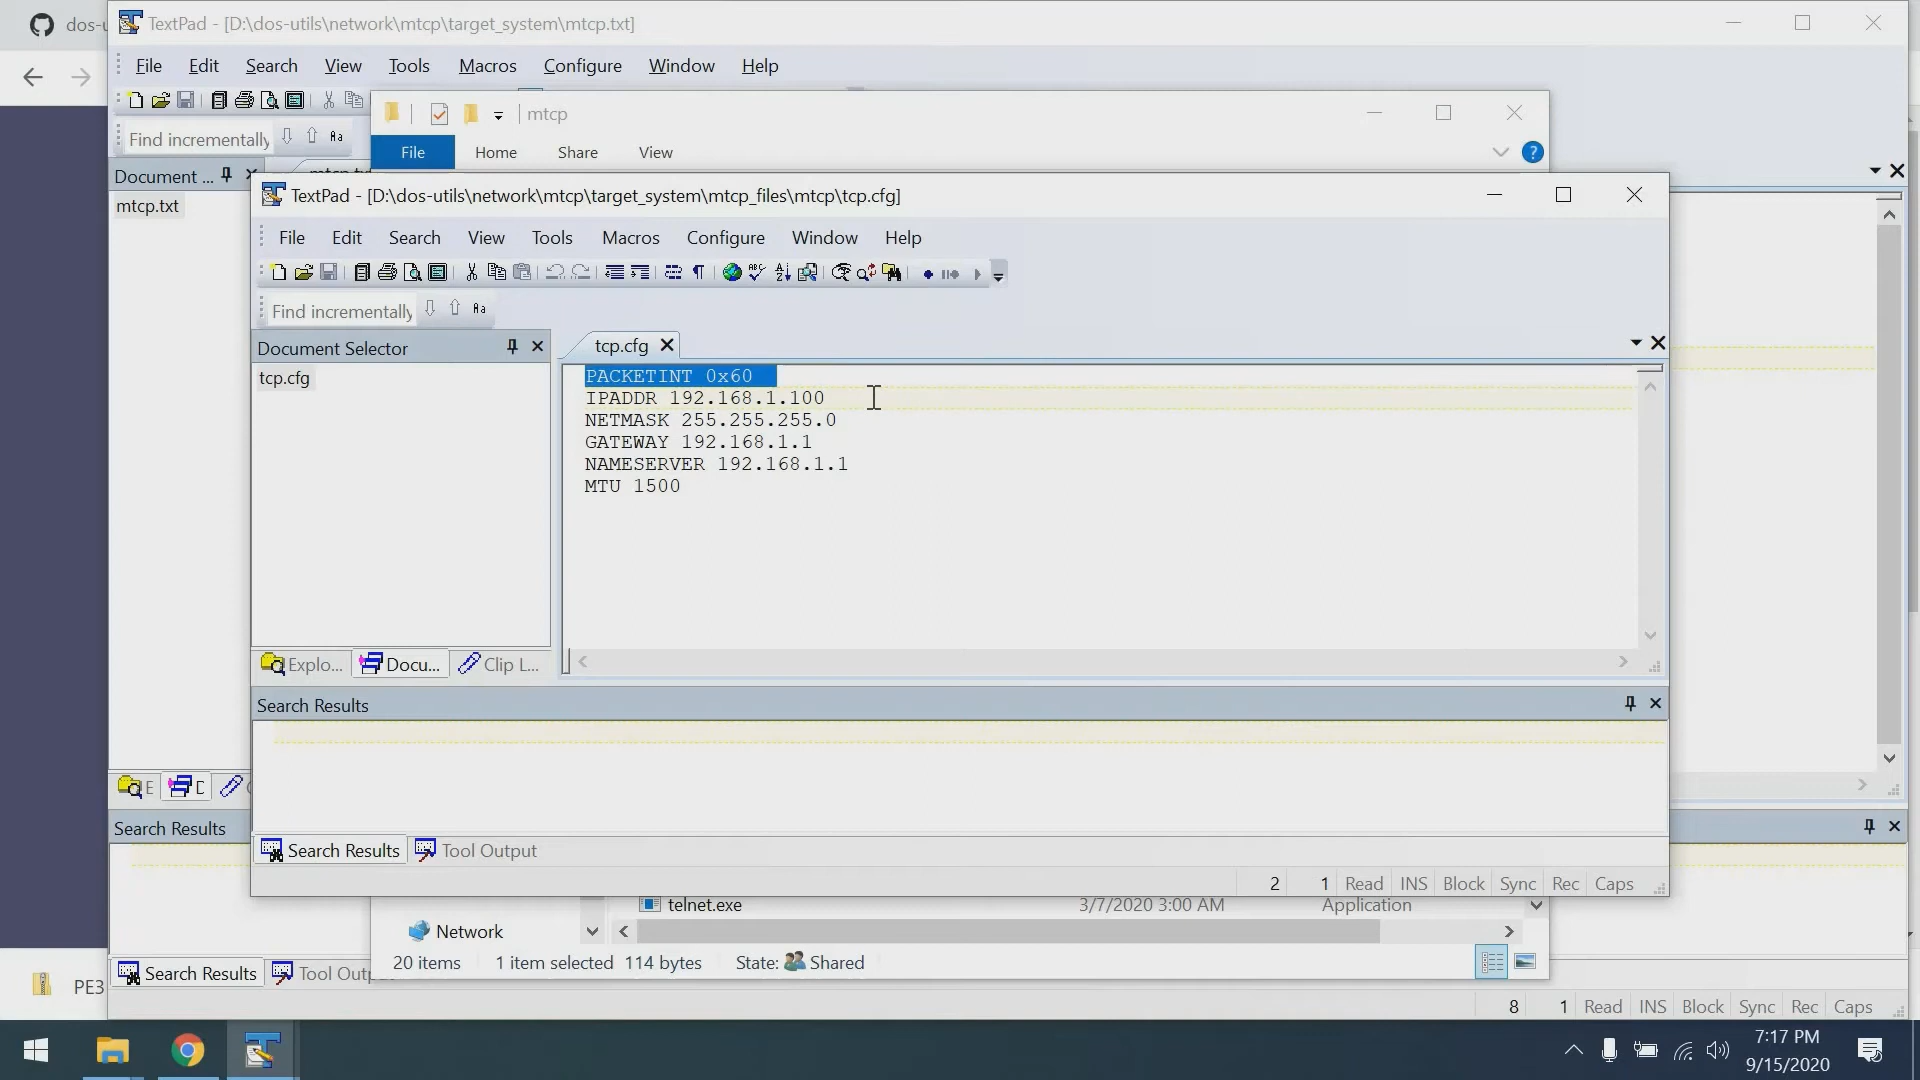 dos-u
TextPad - [D:\dos-utils\network\mtcp\target_system\mtcp.txt]
File Edit Search View Tools Macros Configure Window Help
Find incrementally
mtcp
File Home Share View
Document ...
mtcp.txt
TextPad - [D:\dos-utils\network\mtcp\target_system\mtcp_files\mtcp\tcp.cfg]
File Edit Search View Tools Macros Configure Window Help
Find incrementally
Document Selector
tcp.cfg
tcp.cfg
PACKETINT 0x60
IPADDR 192.168.1.100
NETMASK 255.255.255.0
GATEWAY 192.168.1.1
NAMESERVER 192.168.1.1
MTU 1500
Explo... Docu... Clip L...
Search Results
E D
Search Results
Search Results Tool Output
2 1 Read INS Block Sync Rec Caps
telnet.exe 3/7/2020 3:00 AM Application
Network
20 items 1 item selected 114 bytes State: Shared
Search Results Tool Outp
PE3
8 1 Read INS Block Sync Rec Caps
7:17 PM
9/15/2020